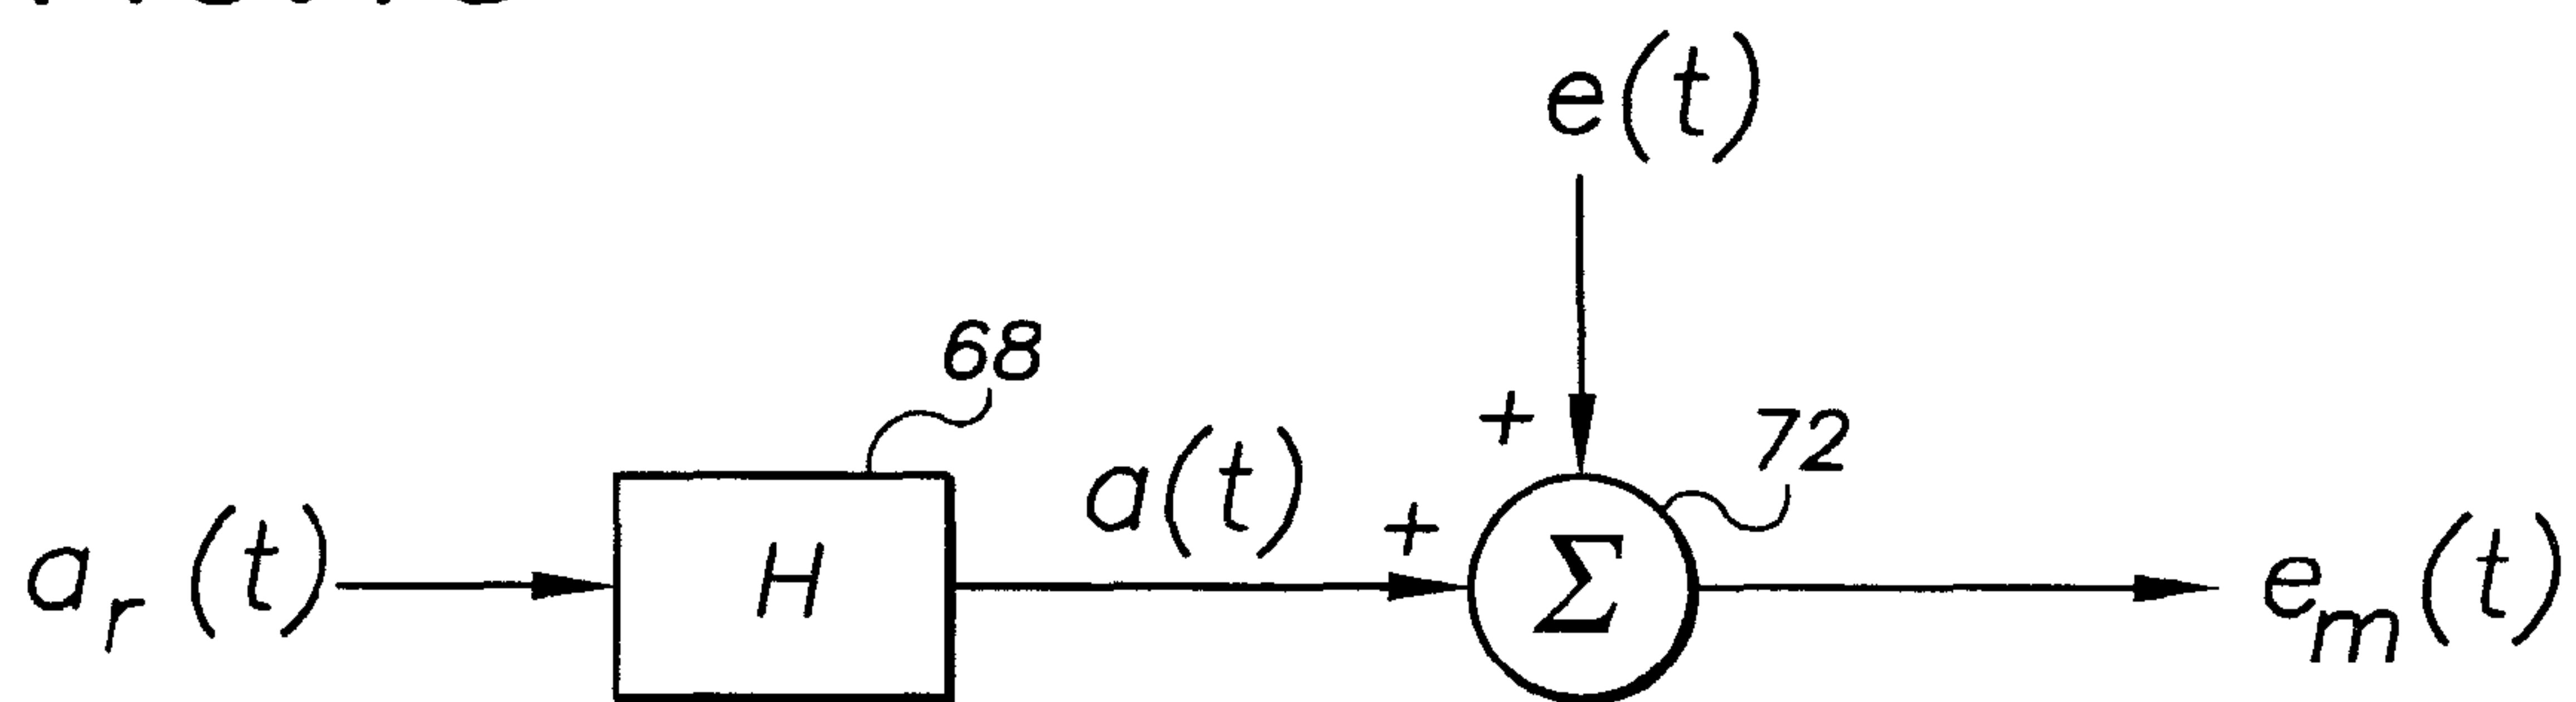 e(t)
68
+
72
a(t)
+
a_r (t)
H
Σ
e_m(t)